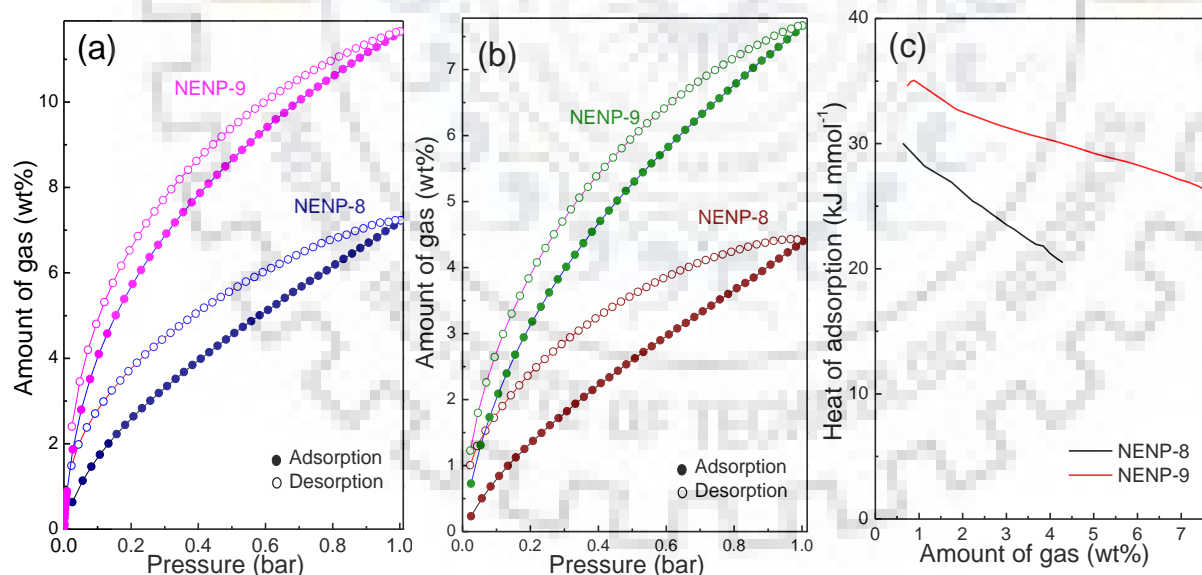 (a)
NENP-9
NENP-8
Adsorption
Desorption
Amount of gas (wt%)
10
8
6
4
2
0
0.0 0.2 0.4 0.6 0.8 1.0
Pressure (bar)
(b)
NENP-9
NENP-8
Adsorption
Desorption
Amount of gas (wt%)
7
6
5
4
3
2
1
0
0.0 0.2 0.4 0.6 0.8 1.0
Pressure (bar)
(c)
Heat of adsorption (kJ mmol⁻¹)
40
30
20
10
0
NENP-8
NENP-9
0 1 2 3 4 5 6 7
Amount of gas (wt%)